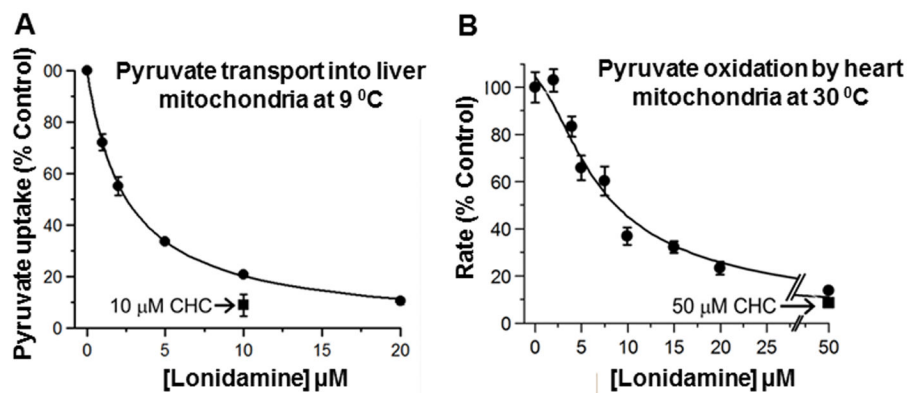 A
Pyruvate transport into liver
mitochondria at 9 ⁰C
Pyruvate uptake (% Control)
00
80
60
40
20
0
10 µM CHC
0
5
10
15
20
[Lonidamine] µM
B
Pyruvate oxidation by heart
mitochondria at 30 ⁰C
Rate (% Control)
100
80
60
40
20
0
50 µM CHC
0
5
10
15
20
25
50
[Lonidamine] µM